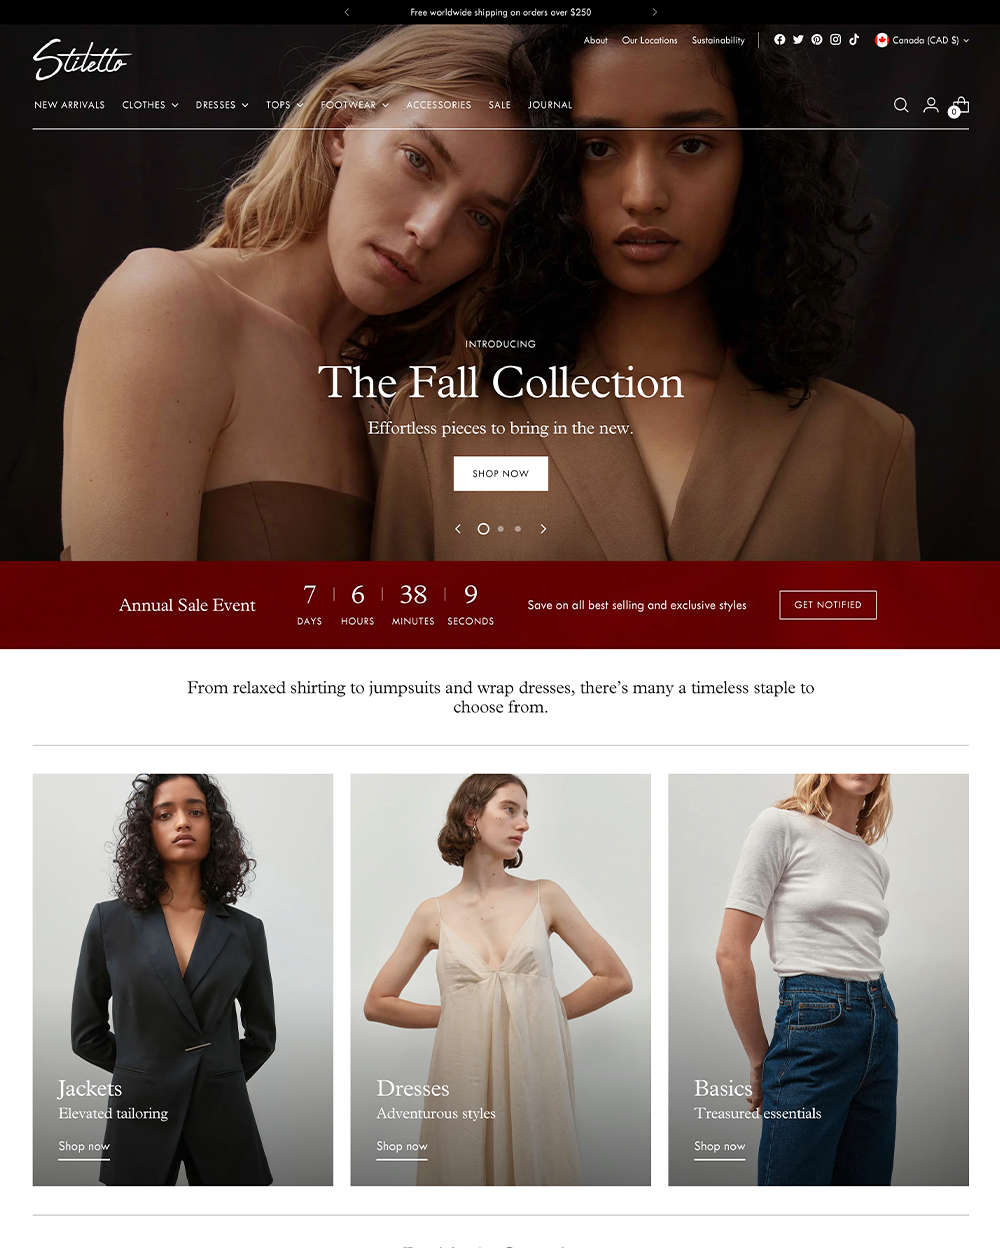 Free worldwide shipping on orders over $250
About Our Locations Sustainability Canada (CAD $)
Stiletto
NEW ARRIVALS CLOTHES DRESSES TOPS FOOTWEAR ACCESSORIES SALE JOURNAL
0
INTRODUCING
The Fall Collection
Effortless pieces to bring in the new.
SHOP NOW
Annual Sale Event
7 6 38 9
DAYS HOURS MINUTES SECONDS
Save on all best selling and exclusive styles
GET NOTIFIED
From relaxed shirting to jumpsuits and wrap dresses, there’s many a timeless staple to
choose from.
Jackets
Elevated tailoring
Shop now
Dresses
Adventurous styles
Shop now
Basics
Treasured essentials
Shop now